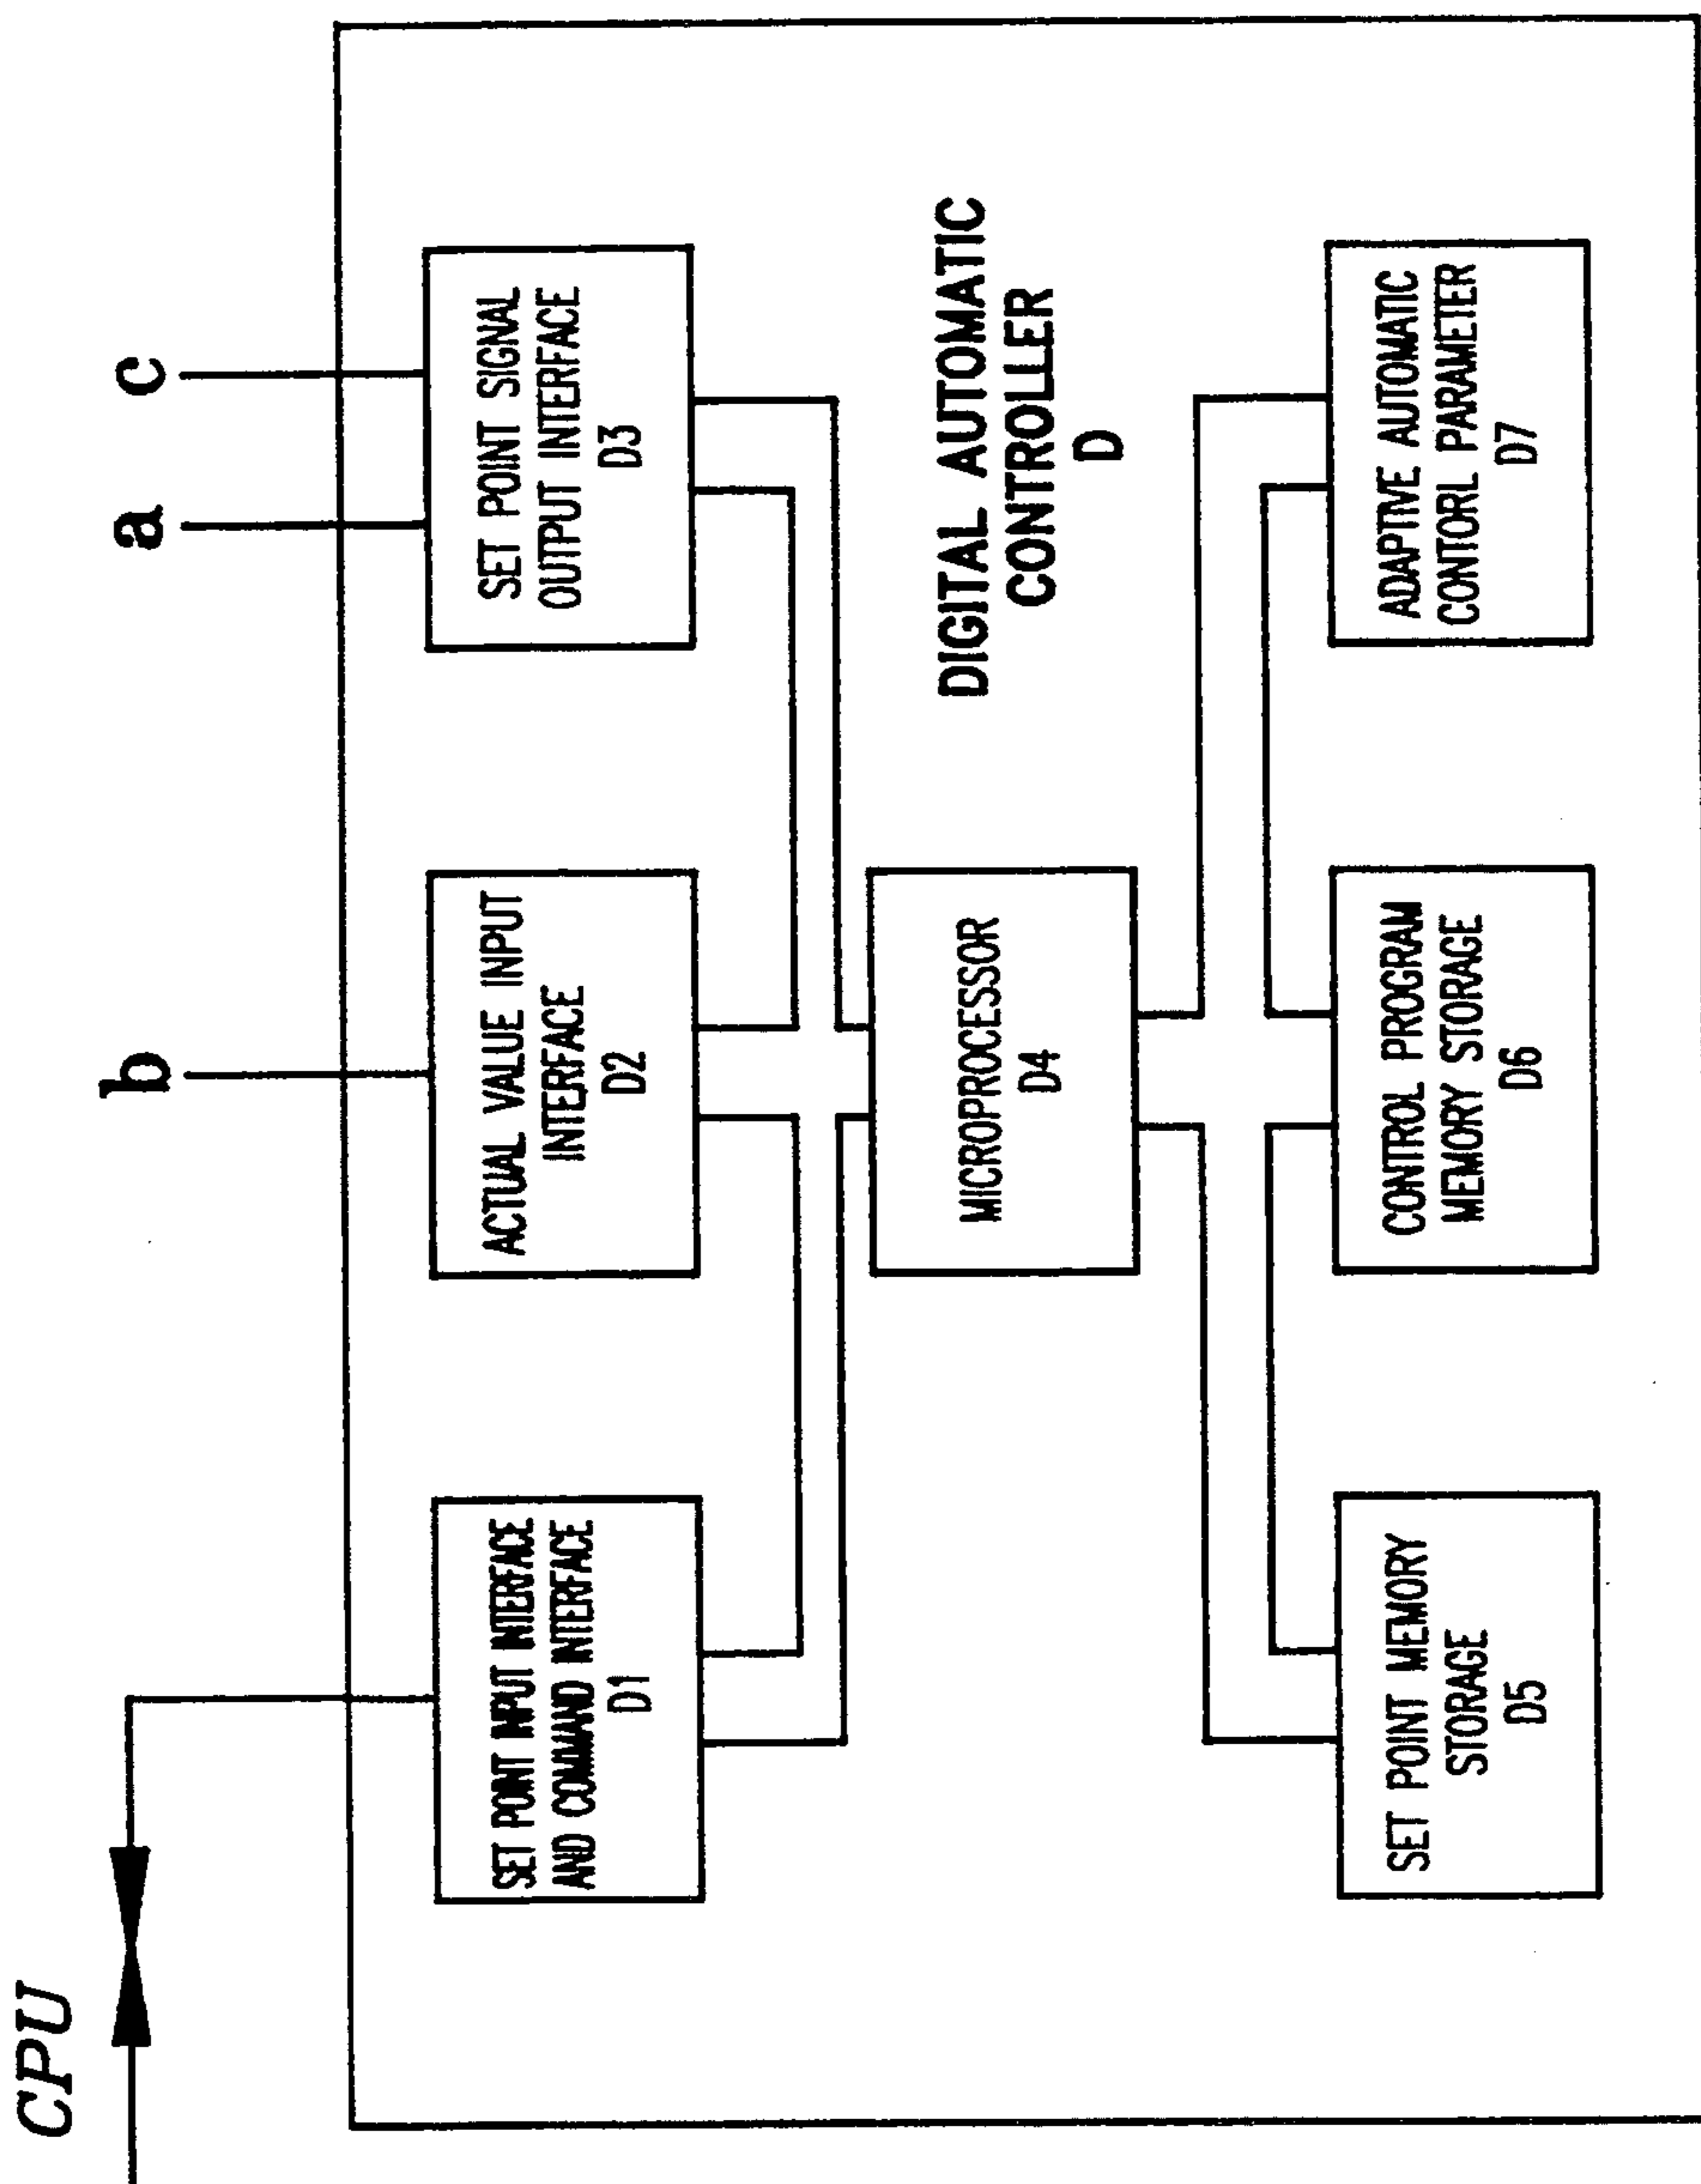 CPU
b
a
c
SET POINT INPUT INTERFACE
AND COMMAND INTERFACE
D1
ACTUAL VALUE INPUT
INTERFACE
D2
SET POINT SIGNAL
OUTPUT INTERFACE
D3
MICROPROCESSOR
D4
DIGITAL AUTOMATIC
CONTROLLER
D
SET POINT MEMORY
STORAGE
D5
CONTROL PROGRAM
MEMORY STORAGE
D6
ADAPTIVE AUTOMATIC
CONTORL PARAMETER
D7